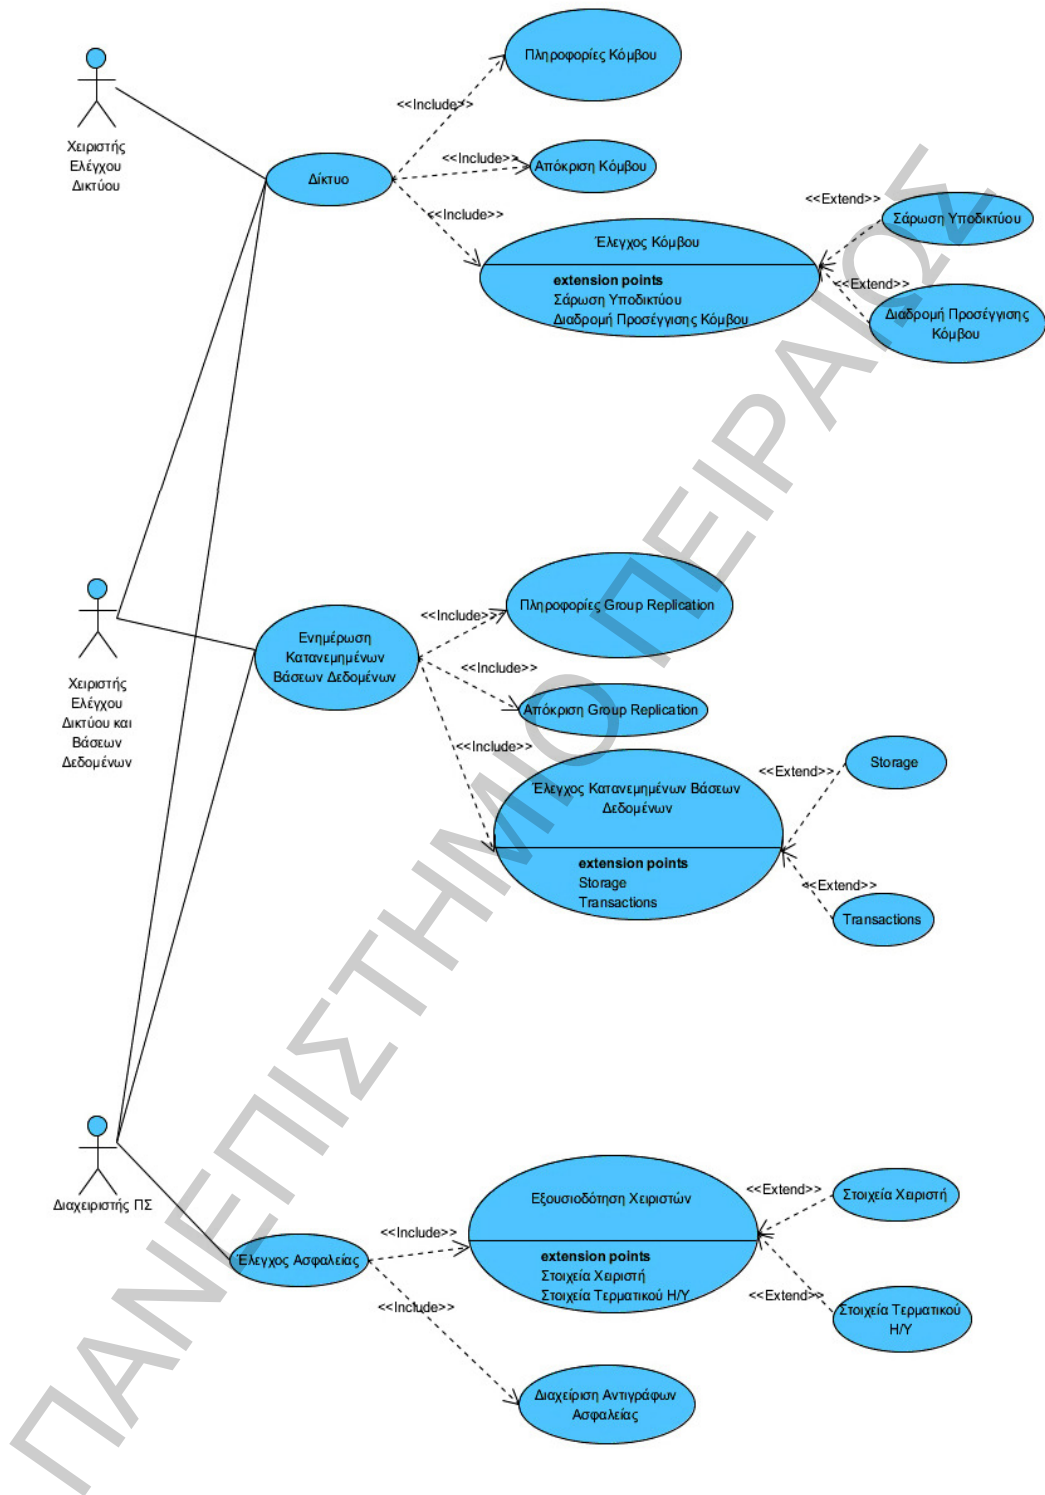 Πληροφορίες Κόμβου
<<Include>>
Χειριστής
Ελέγχου
Δικτύου
Δίκτυο
<<Include>>
Απόκριση Κόμβου
<<Include>>
Έλεγχος Κόμβου
extension points
Σάρωση Υποδικτύου
Διαδρομή Προσέγγισης Κόμβου
<<Extend>>
Σάρωση Υποδικτύου
<<Extend>>
Διαδρομή Προσέγγισης
Κόμβου
Χειριστής
Ελέγχου
Δικτύου και
Βάσεων
Δεδομένων
Ενημέρωση
Κατανεμημένων
Βάσεων Δεδομένων
<<Include>>
Πληροφορίες Group Replication
<<Include>>
Απόκριση Group Replication
<<Include>>
Έλεγχος Κατανεμημένων Βάσεων
Δεδομένων
extension points
Storage
Transactions
<<Extend>>
Storage
<<Extend>>
Transactions
Διαχειριστής ΠΣ
Έλεγχος Ασφαλείας
<<Include>>
Εξουσιοδότηση Χειριστών
extension points
Στοιχεία Χειριστή
Στοιχεία Τερματικού Η/Υ
<<Extend>>
Στοιχεία Χειριστή
<<Extend>>
Στοιχεία Τερματικού
Η/Υ
<<Include>>
Διαχείριση Αντιγράφων
Ασφαλείας
ΠΑΝΕΠΙΣΤΗΜΙΟ ΠΕΙΡΑΙΩΣ